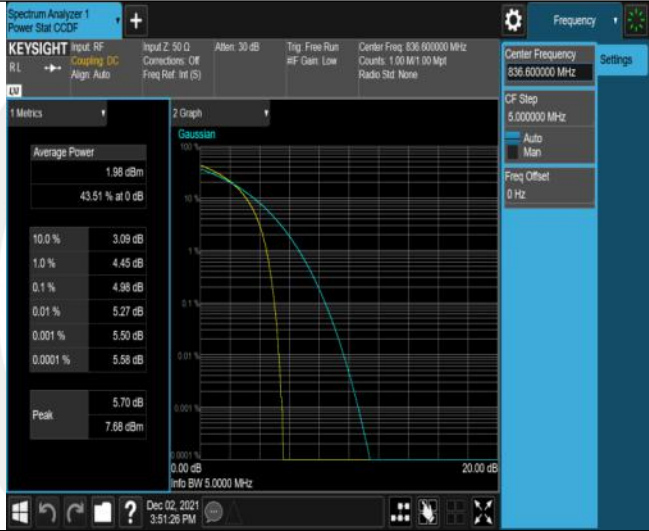 Spectrum Analyzer 1
Power Stat CCDF
Frequency
KEYSIGHT
RL
LV
Input: RF
Coupling: DC
Align: Auto
Input Z: 50 Ω
Corrections: Off
Freq Ref: Int (S)
Atten: 30 dB
Trig: Free Run
#IF Gain: Low
Center Freq: 836.600000 MHz
Counts: 1.00 M/1.00 Mpt
Radio Std: None
Center Frequency
836.600000 MHz
Settings
CF Step
5.000000 MHz
Auto
Man
Freq Offset
0 Hz
1 Metrics
Average Power
1.98 dBm
43.51 % at 0 dB
10.0 % 3.09 dB
1.0 % 4.45 dB
0.1 % 4.98 dB
0.01 % 5.27 dB
0.001 % 5.50 dB
0.0001 % 5.58 dB
Peak
5.70 dB
7.68 dBm
2 Graph
Gaussian
100 %
10 %
1 %
0.1 %
0.01 %
0.001 %
0.0001 %
0.00 dB 20.00 dB
Info BW 5.0000 MHz
?
Dec 02, 2021
3:51:26 PM